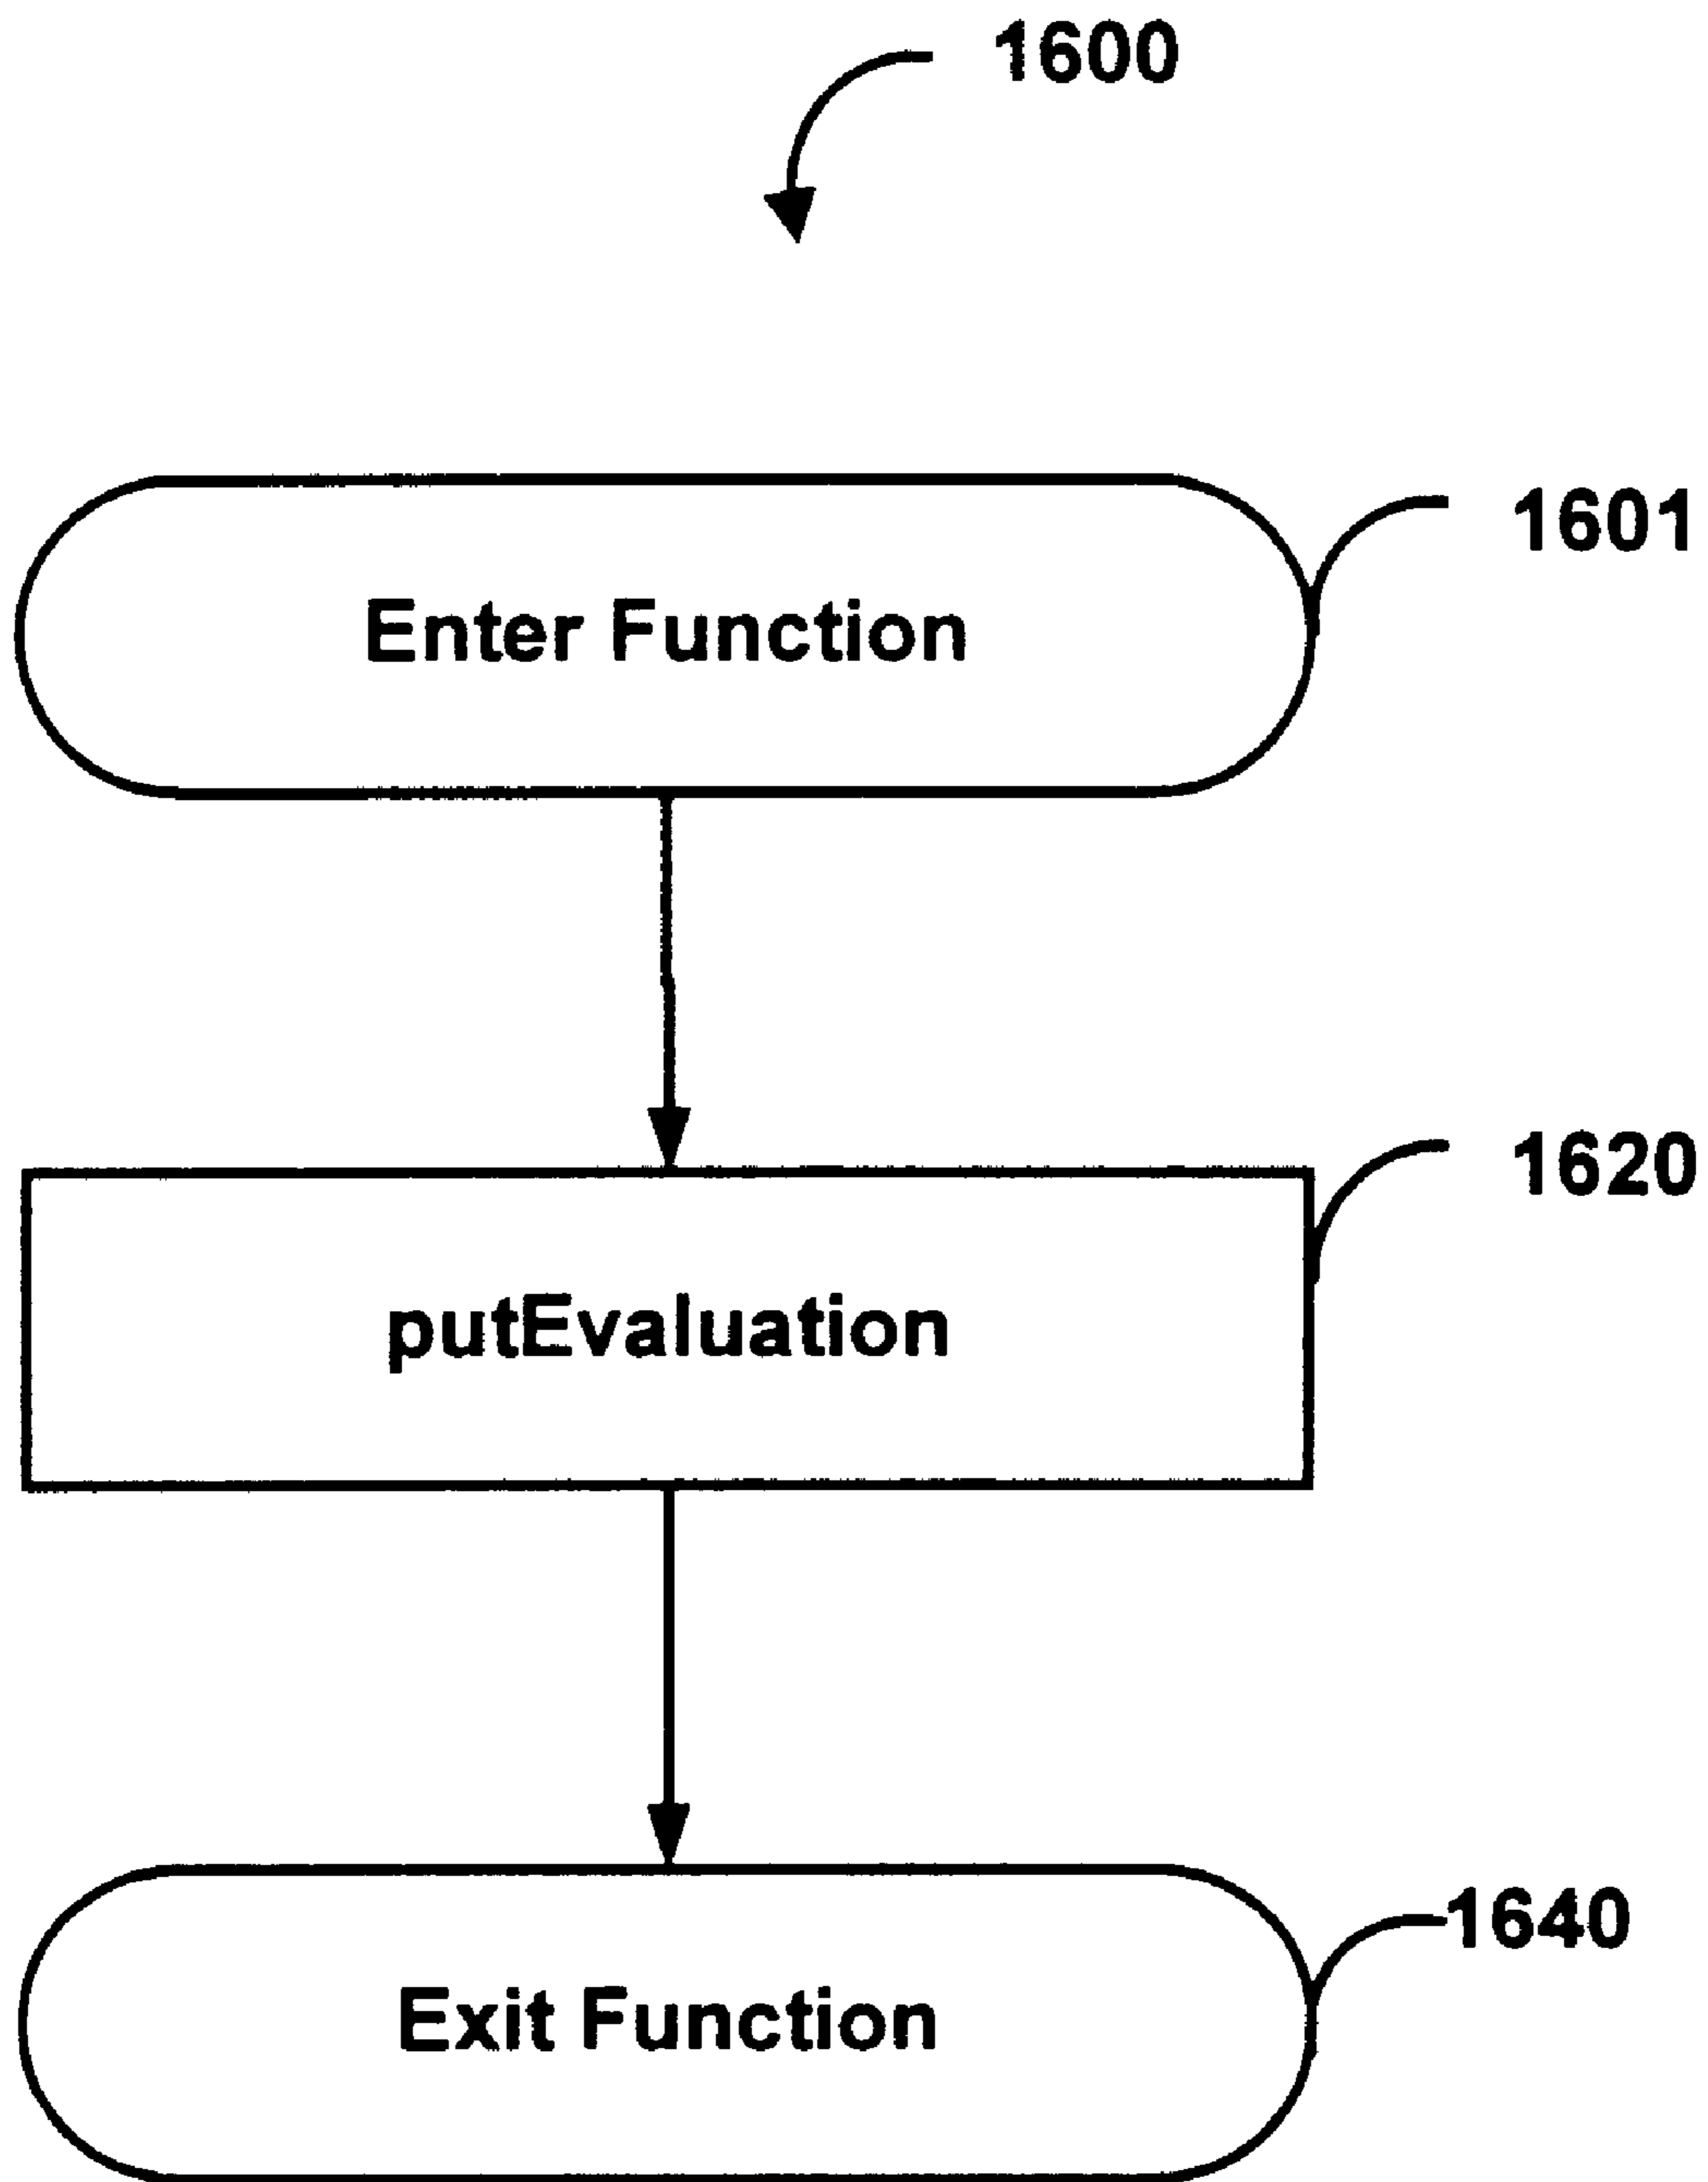 1600
1601
Enter Function
1620
putEvaluation
1640
Exit Function